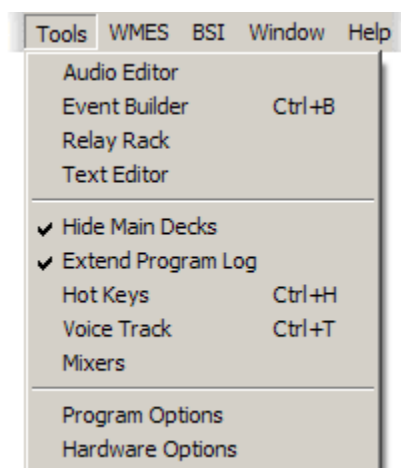 Tools WMES BSI Window Help
Audio Editor
Event Builder Ctrl+B
Relay Rack
Text Editor
Hide Main Decks
Extend Program Log
Hot Keys Ctrl+H
Voice Track Ctrl+T
Mixers
Program Options
Hardware Options